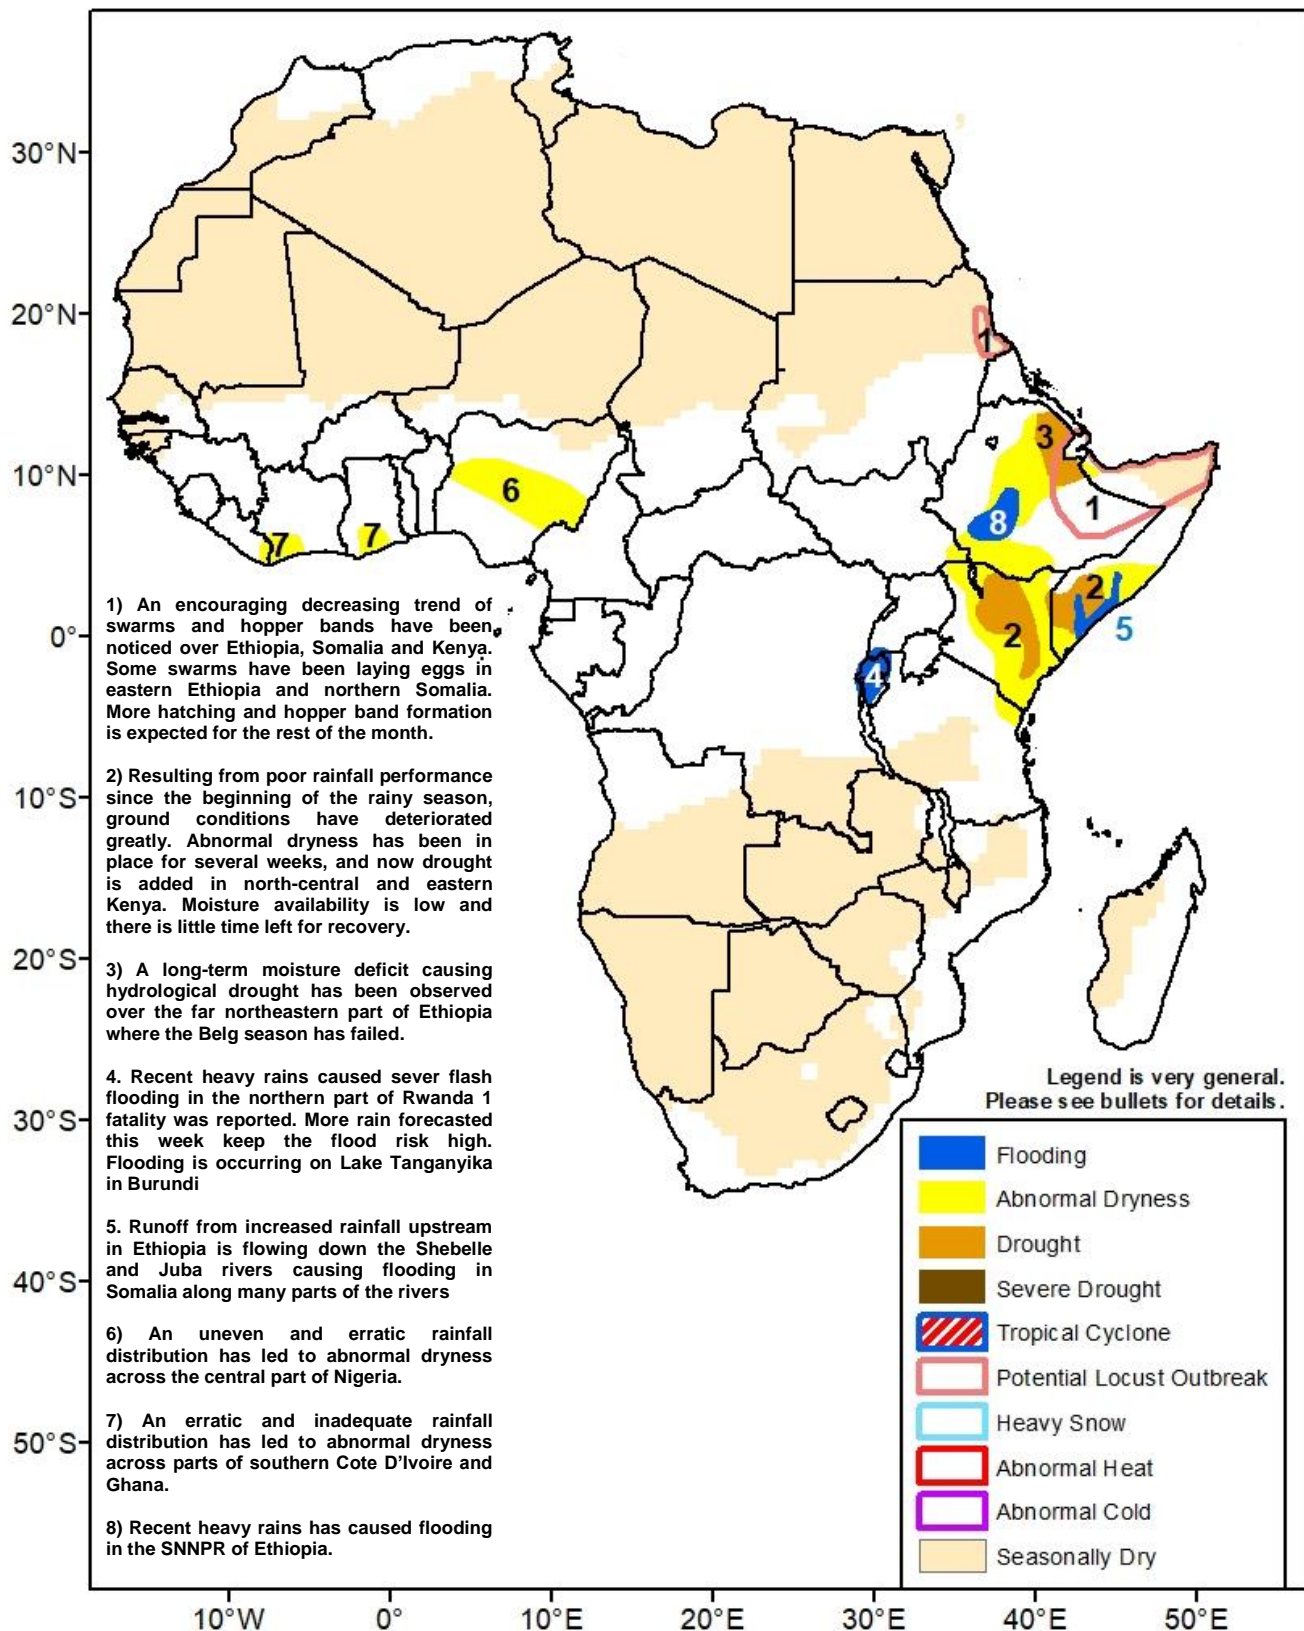 30°N
20°N
10°N
0°
10°S
20°S
30°S
40°S
50°S
1
3
1
6
8
7
7
2
2
5
4
1) An encouraging decreasing trend of
swarms and hopper bands have been
noticed over Ethiopia, Somalia and Kenya.
Some swarms have been laying eggs in
eastern Ethiopia and northern Somalia.
More hatching and hopper band formation
is expected for the rest of the month.
2) Resulting from poor rainfall performance
since the beginning of the rainy season,
ground conditions have deteriorated
greatly. Abnormal dryness has been in
place for several weeks, and now drought
is added in north-central and eastern
Kenya. Moisture availability is low and
there is little time left for recovery.
3) A long-term moisture deficit causing
hydrological drought has been observed
over the far northeastern part of Ethiopia
where the Belg season has failed.
4. Recent heavy rains caused sever flash
flooding in the northern part of Rwanda 1
fatality was reported. More rain forecasted
this week keep the flood risk high.
Flooding is occurring on Lake Tanganyika
in Burundi
5. Runoff from increased rainfall upstream
in Ethiopia is flowing down the Shebelle
and Juba rivers causing flooding in
Somalia along many parts of the rivers
6) An uneven and erratic rainfall
distribution has led to abnormal dryness
across the central part of Nigeria.
7) An erratic and inadequate rainfall
distribution has led to abnormal dryness
across parts of southern Cote D'Ivoire and
Ghana.
8) Recent heavy rains has caused flooding
in the SNNPR of Ethiopia.
Legend is very general.
Please see bullets for details.
Flooding
Abnormal Dryness
Drought
Severe Drought
Tropical Cyclone
Potential Locust Outbreak
Heavy Snow
Abnormal Heat
Abnormal Cold
Seasonally Dry
10°W
0°
10°E
20°E
30°E
40°E
50°E